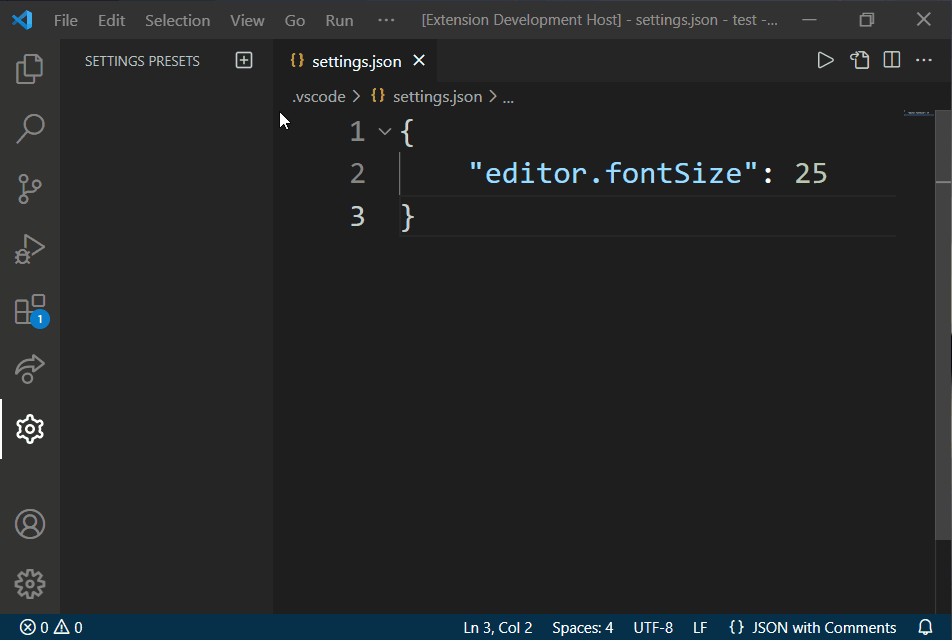 File Edit Selection View Go Run ··· [Extension Development Host] - settings.json - test -...
SETTINGS PRESETS
{} settings.json
.vscode > {} settings.json > ...
1 {
2 "editor.fontSize": 25
3 }
1
0 0 Ln 3, Col 2 Spaces: 4 UTF-8 LF {} JSON with Comments